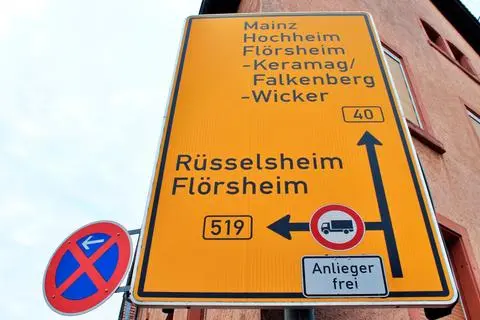 Mainz
Hochheim
Flörsheim
-Keramag/
Falkenberg
-Wicker
40
Rüsselsheim
Flörsheim
519
Anlieger
frei